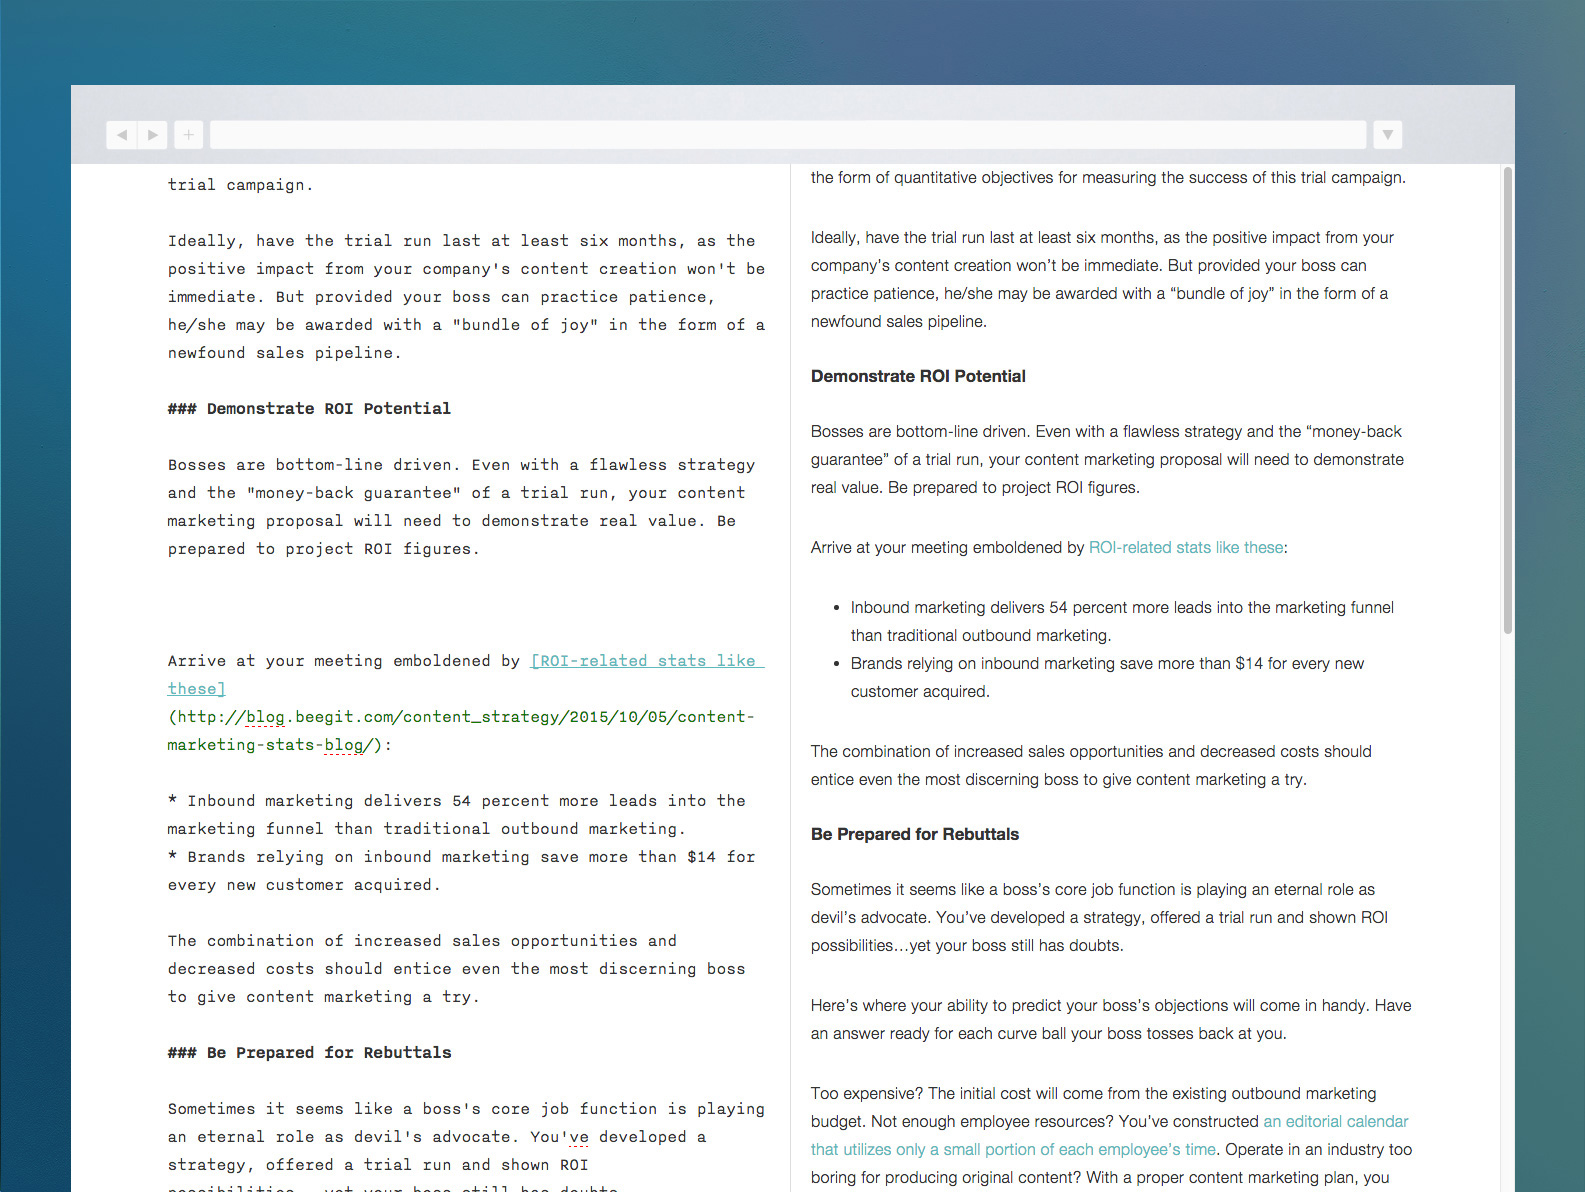 trial campaign.
Ideally, have the trial run last at least six months, as the
positive impact from your company's content creation won't be
immediate. But provided your boss can practice patience,
he/she may be awarded with a "bundle of joy" in the form of a
newfound sales pipeline.
### Demonstrate ROI Potential
Bosses are bottom-line driven. Even with a flawless strategy
and the "money-back guarantee" of a trial run, your content
marketing proposal will need to demonstrate real value. Be
prepared to project ROI figures.
Arrive at your meeting emboldened by [ROI-related stats like
these]
(http://blog.beegit.com/content_strategy/2015/10/05/content-
marketing-stats-blog/):
* Inbound marketing delivers 54 percent more leads into the
marketing funnel than traditional outbound marketing.
* Brands relying on inbound marketing save more than $14 for
every new customer acquired.
The combination of increased sales opportunities and
decreased costs should entice even the most discerning boss
to give content marketing a try.
### Be Prepared for Rebuttals
Sometimes it seems like a boss's core job function is playing
an eternal role as devil's advocate. You've developed a
strategy, offered a trial run and shown ROI
possibilities...yet your boss still has doubts.
the form of quantitative objectives for measuring the success of this trial campaign.
Ideally, have the trial run last at least six months, as the positive impact from your
company’s content creation won’t be immediate. But provided your boss can
practice patience, he/she may be awarded with a “bundle of joy” in the form of a
newfound sales pipeline.
Demonstrate ROI Potential
Bosses are bottom-line driven. Even with a flawless strategy and the “money-back
guarantee” of a trial run, your content marketing proposal will need to demonstrate
real value. Be prepared to project ROI figures.
Arrive at your meeting emboldened by ROI-related stats like these:
• Inbound marketing delivers 54 percent more leads into the marketing funnel
than traditional outbound marketing.
• Brands relying on inbound marketing save more than $14 for every new
customer acquired.
The combination of increased sales opportunities and decreased costs should
entice even the most discerning boss to give content marketing a try.
Be Prepared for Rebuttals
Sometimes it seems like a boss’s core job function is playing an eternal role as
devil’s advocate. You’ve developed a strategy, offered a trial run and shown ROI
possibilities…yet your boss still has doubts.
Here’s where your ability to predict your boss’s objections will come in handy. Have
an answer ready for each curve ball your boss tosses back at you.
Too expensive? The initial cost will come from the existing outbound marketing
budget. Not enough employee resources? You’ve constructed an editorial calendar
that utilizes only a small portion of each employee’s time. Operate in an industry too
boring for producing original content? With a proper content marketing plan, you